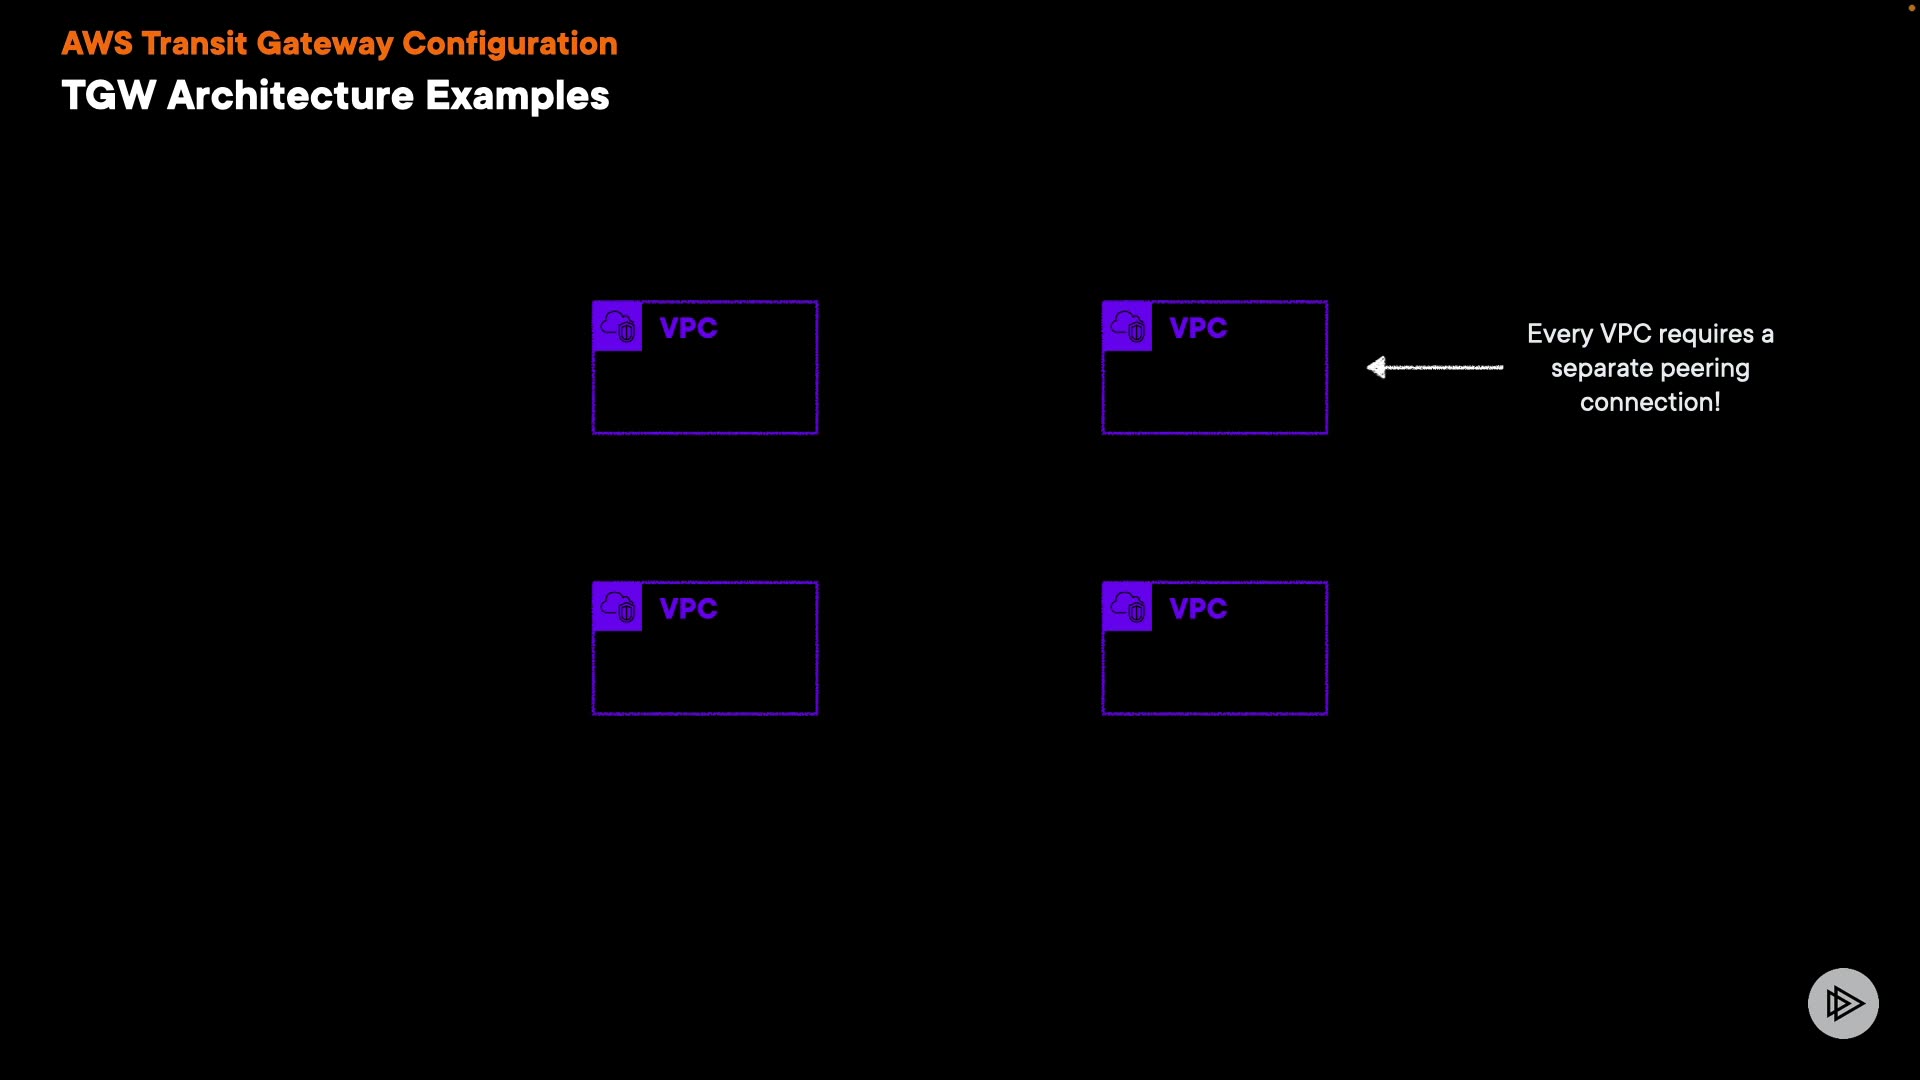 AWS Transit Gateway Configuration
TGW Architecture Examples
VPC
VPC
Every VPC requires a
separate peering
connection!
VPC
VPC